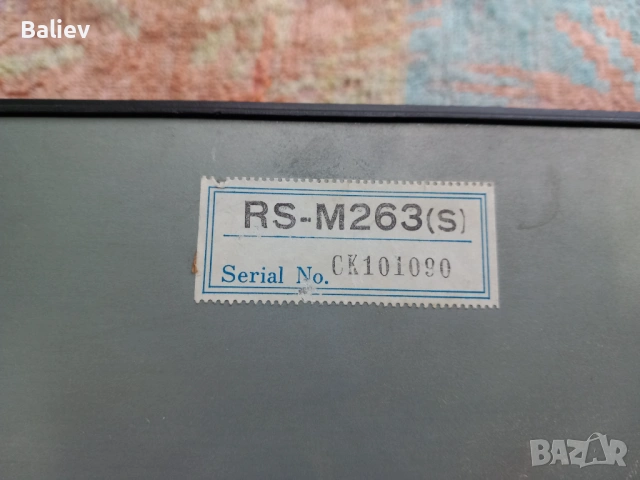 Baliev
RS-M263(S)
Serial No. CK101090
BAZAR